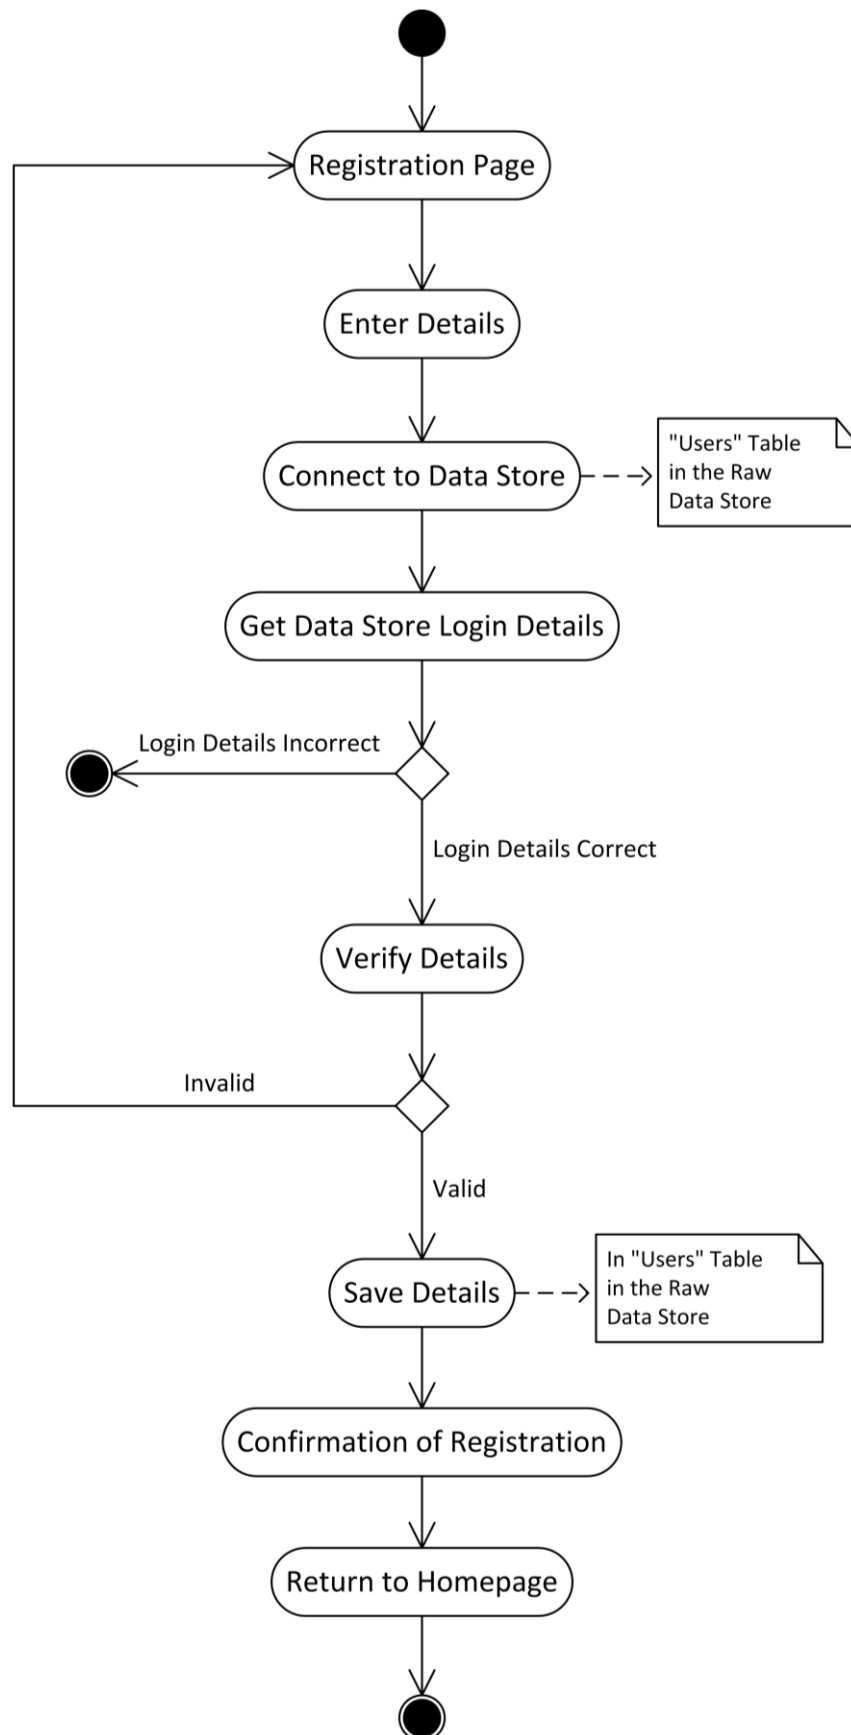 Registration Page
Enter Details
Connect to Data Store
"Users" Table
in the Raw
Data Store
Get Data Store Login Details
Login Details Incorrect
Login Details Correct
Verify Details
Invalid
Valid
Save Details
In "Users" Table
in the Raw
Data Store
Confirmation of Registration
Return to Homepage